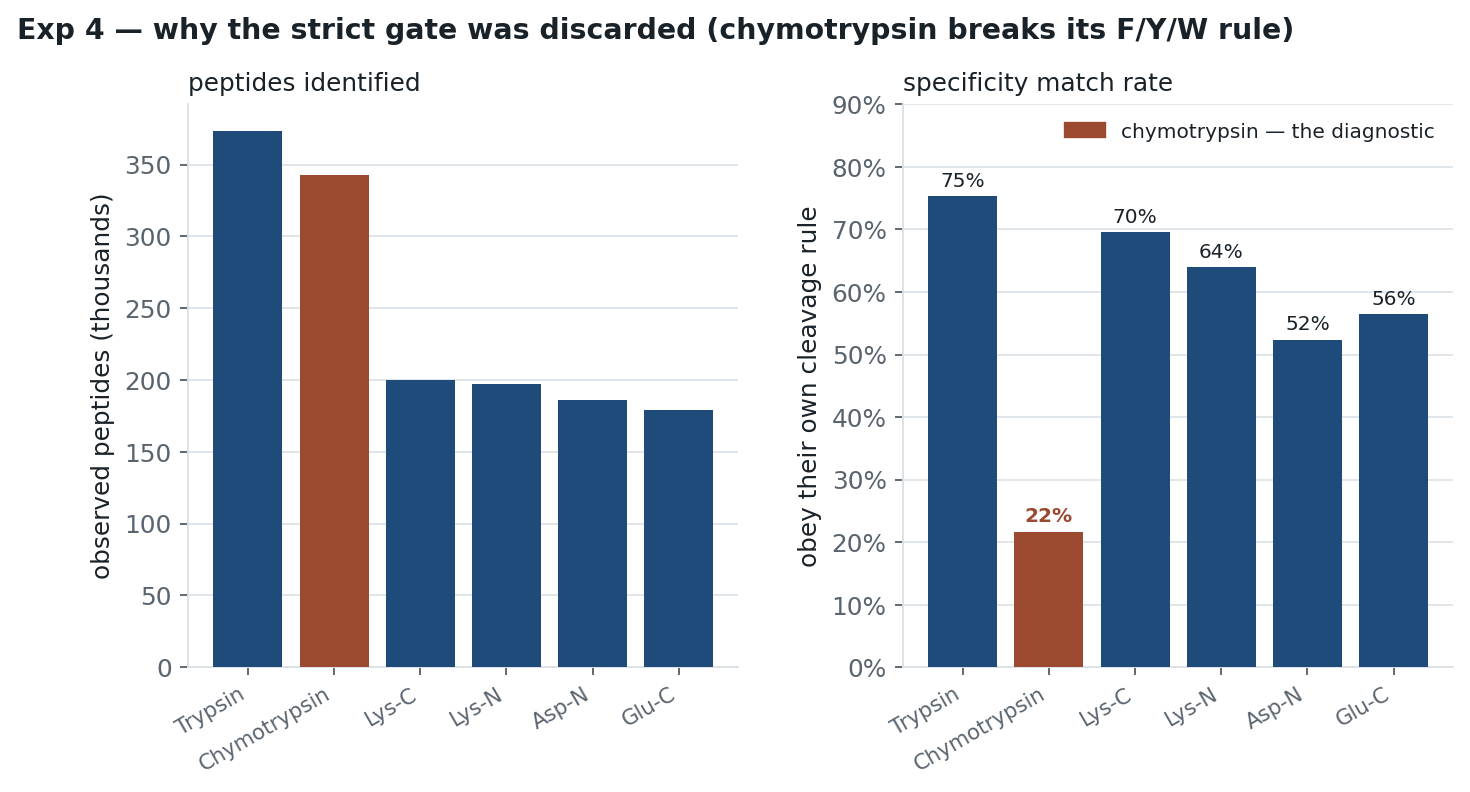 Exp 4 — why the strict gate was discarded (chymotrypsin breaks its F/Y/W rule)
peptides identified
observed peptides (thousands)
350
300
250
200
150
100
50
0
Trypsin
Chymotrypsin
Lys-C
Lys-N
Asp-N
Glu-C
specificity match rate
obey their own cleavage rule
90%
80%
70%
60%
50%
40%
30%
20%
10%
0%
chymotrypsin — the diagnostic
75%
22%
70%
64%
52%
56%
Trypsin
Chymotrypsin
Lys-C
Lys-N
Asp-N
Glu-C